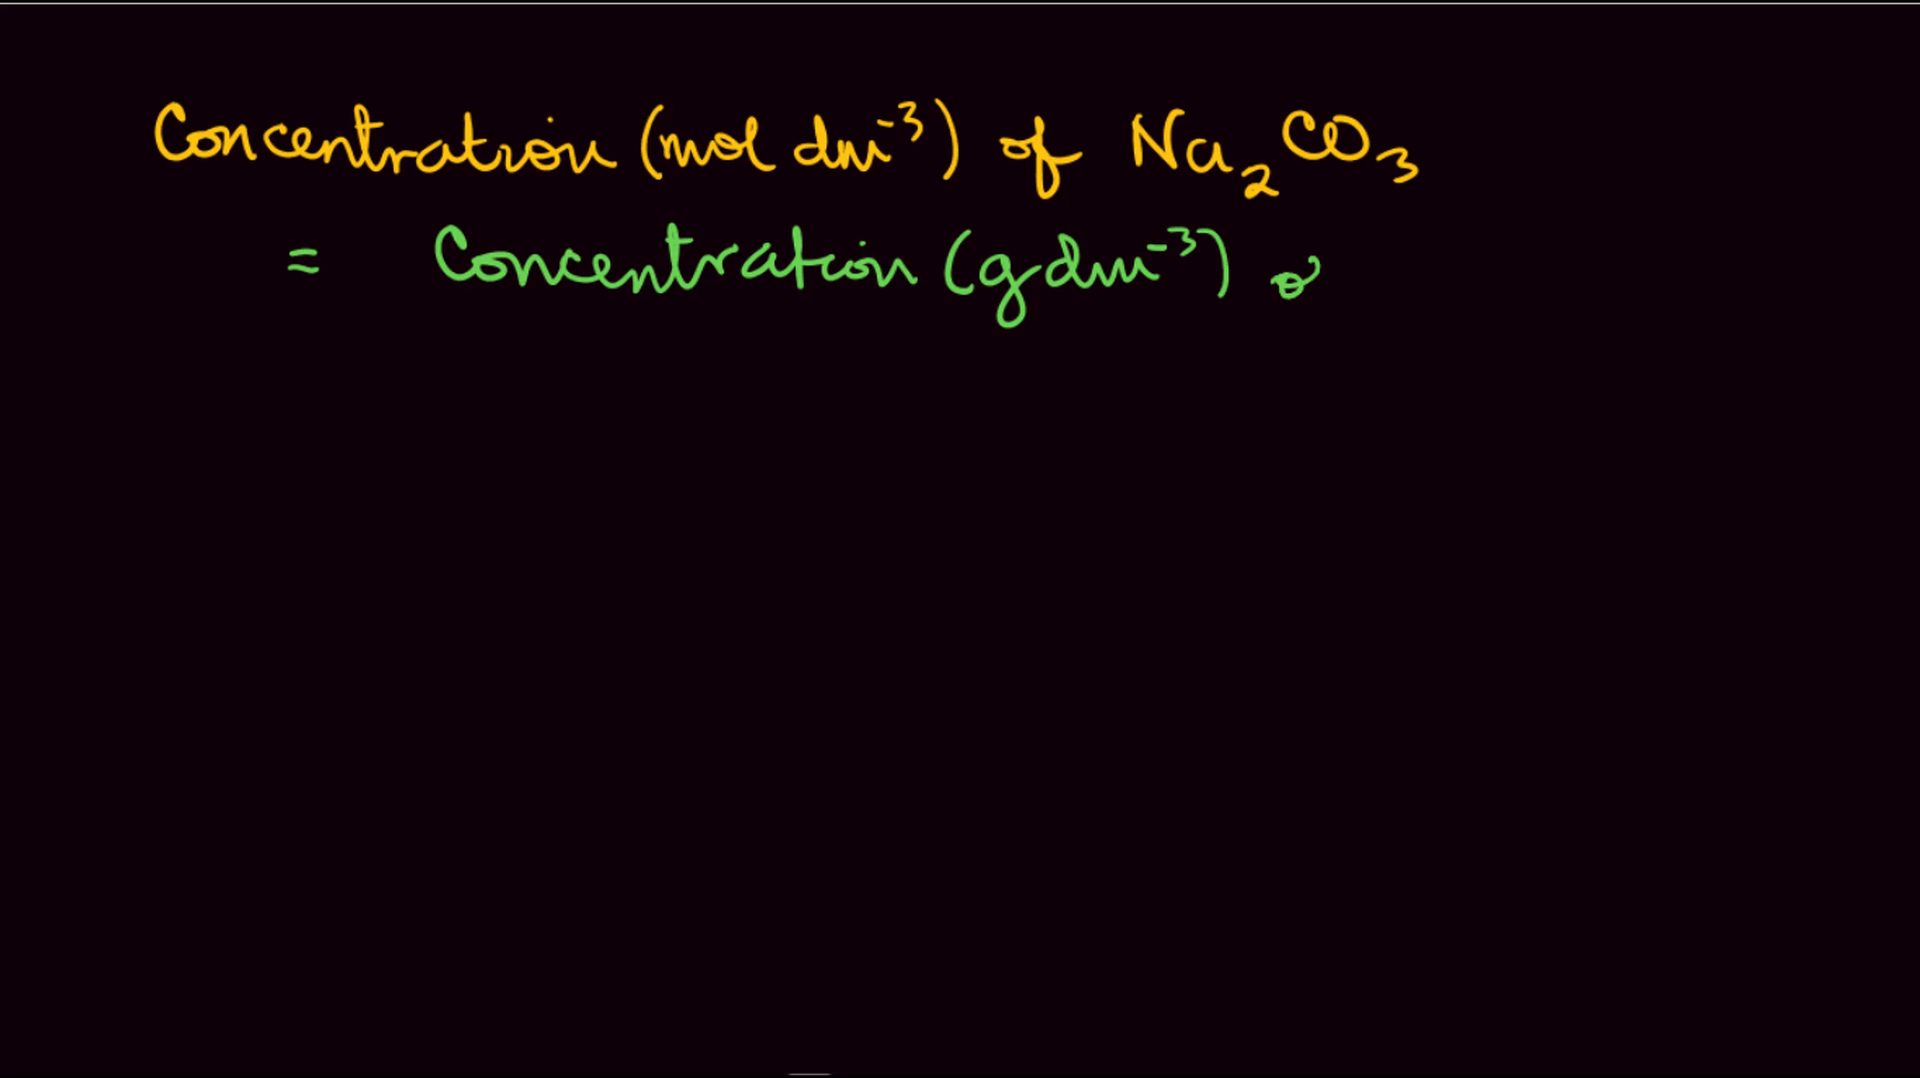 Concentration (mol dm⁻³) of Na₂CO₃
= Concentration (g dm⁻³) o